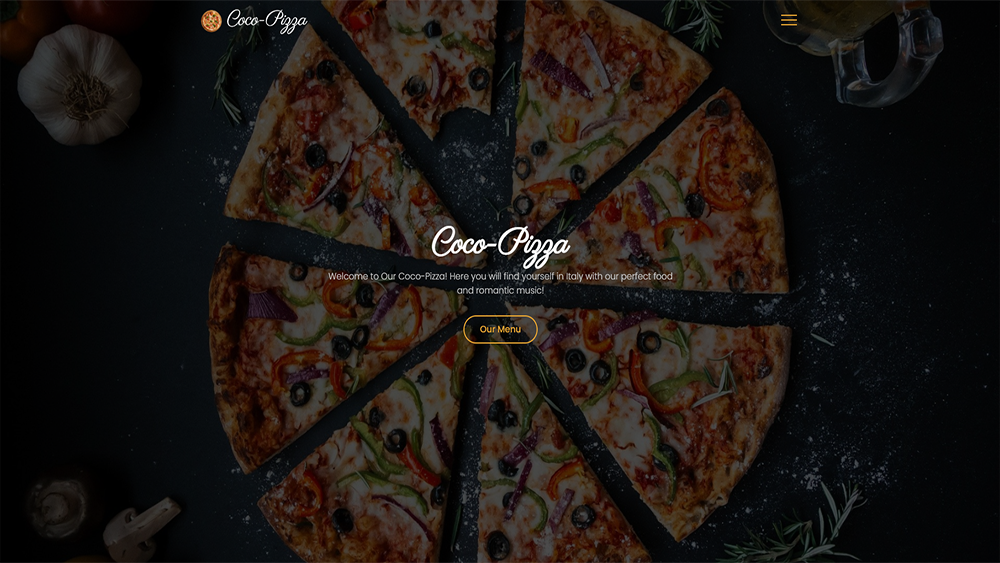 Coco-Pizza
Coco-Pizza
Welcome to Our Coco-Pizza! Here you will find yourself in Italy with our perfect food
and romantic music!
Our Menu